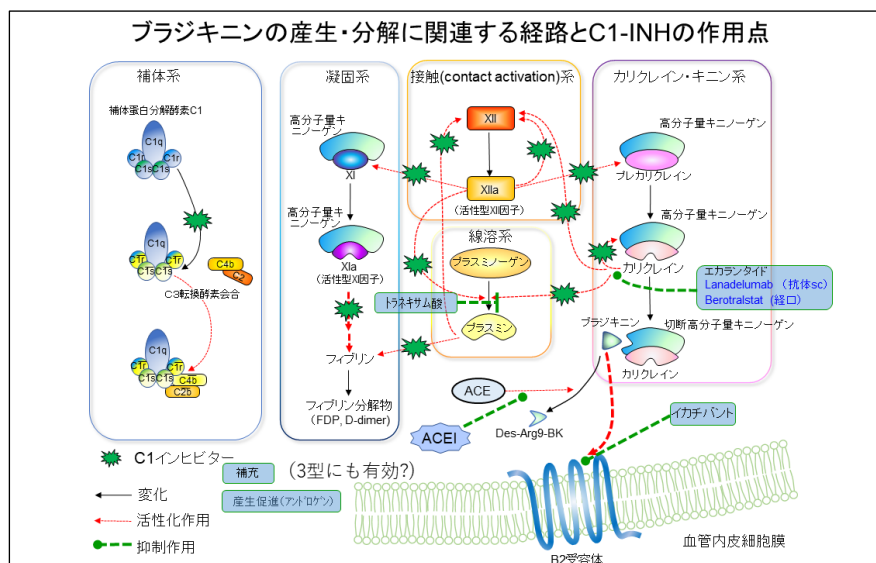 ブラジキニンの産生・分解に関連する経路とC1-INHの作用点
補体系
補体蛋白分解酵素C1
C1q
C1r
C1r
C1s
C1s
C1q
C1r
C1r
C1s
C1s
C4b
C2
C3転換酵素会合
C1q
C1r
C1r
C1s
C1s
C4b
C2b
凝固系
高分子量キ
ニノーゲン
XI
高分子量キ
ニノーゲン
XIa
(活性型XI因子)
フィブリン
フィブリン分解物
(FDP, D-dimer)
接触(contact activation)系
XII
XIIa
(活性型XII因子)
線溶系
プラスミノーゲン
トラネキサム酸
プラスミン
カリクレイン・キニン系
高分子量キニノーゲン
プレカリクレイン
高分子量キニノーゲン
カリクレイン
エカランタイド
Lanadelumab （抗体sc）
Berotralstat （経口）
ブラジキニン
切断高分子量キニノーゲン
カリクレイン
ACE
ACEI
Des-Arg9-BK
イカチバント
C1インヒビター
補充
(3型にも有効?)
産生促進(アンドロゲン)
変化
活性化作用
抑制作用
B2受容体
血管内皮細胞膜